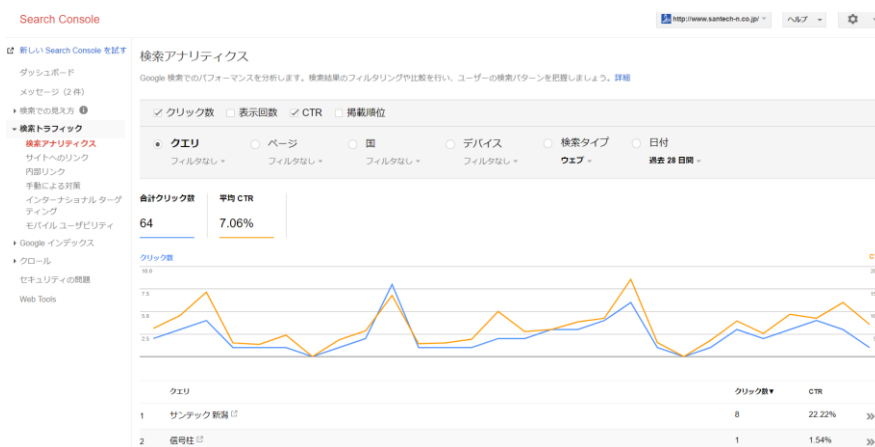 Search Console
http://www.santech-n.co.jp/
ヘルプ
新しい Search Console を試す
ダッシュボード
メッセージ (2 件)
検索での見え方
検索トラフィック
検索アナリティクス
サイトへのリンク
内部リンク
手動による対策
インターナショナル ターゲ
ティング
モバイル ユーザビリティ
Google インデックス
クロール
セキュリティの問題
Web Tools
検索アナリティクス
Google 検索でのパフォーマンスを分析します。検索結果のフィルタリングや比較を行い、ユーザーの検索パターンを把握しましょう。詳細
クリック数 表示回数 CTR 掲載順位
クエリ ページ 国 デバイス 検索タイプ 日付
フィルタなし フィルタなし フィルタなし フィルタなし ウェブ 過去 28 日間
合計クリック数 平均 CTR
64 7.06%
クリック数
10.0
7.5
5.0
2.5
クエリ クリック数▼ CTR
1 サンテック 新潟 8 22.22%
2 信号柱 1 1.54%